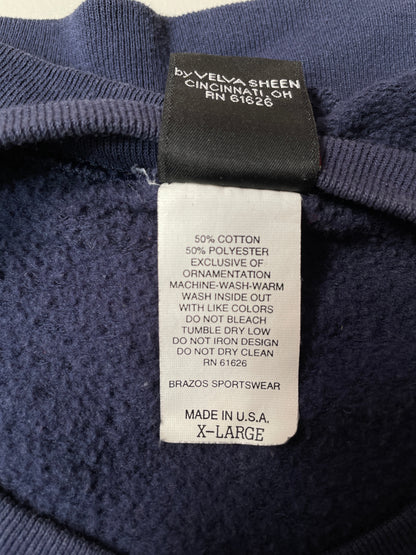 by VELVA SHEEN
CINCINNATI, OH
RN 61626
50% COTTON
50% POLYESTER
EXCLUSIVE OF
ORNAMENTATION
MACHINE-WASH-WARM
WASH INSIDE OUT
WITH LIKE COLORS
DO NOT BLEACH
TUMBLE DRY LOW
DO NOT IRON DESIGN
DO NOT DRY CLEAN
RN 61626
BRAZOS SPORTSWEAR
MADE IN U.S.A.
X-LARGE